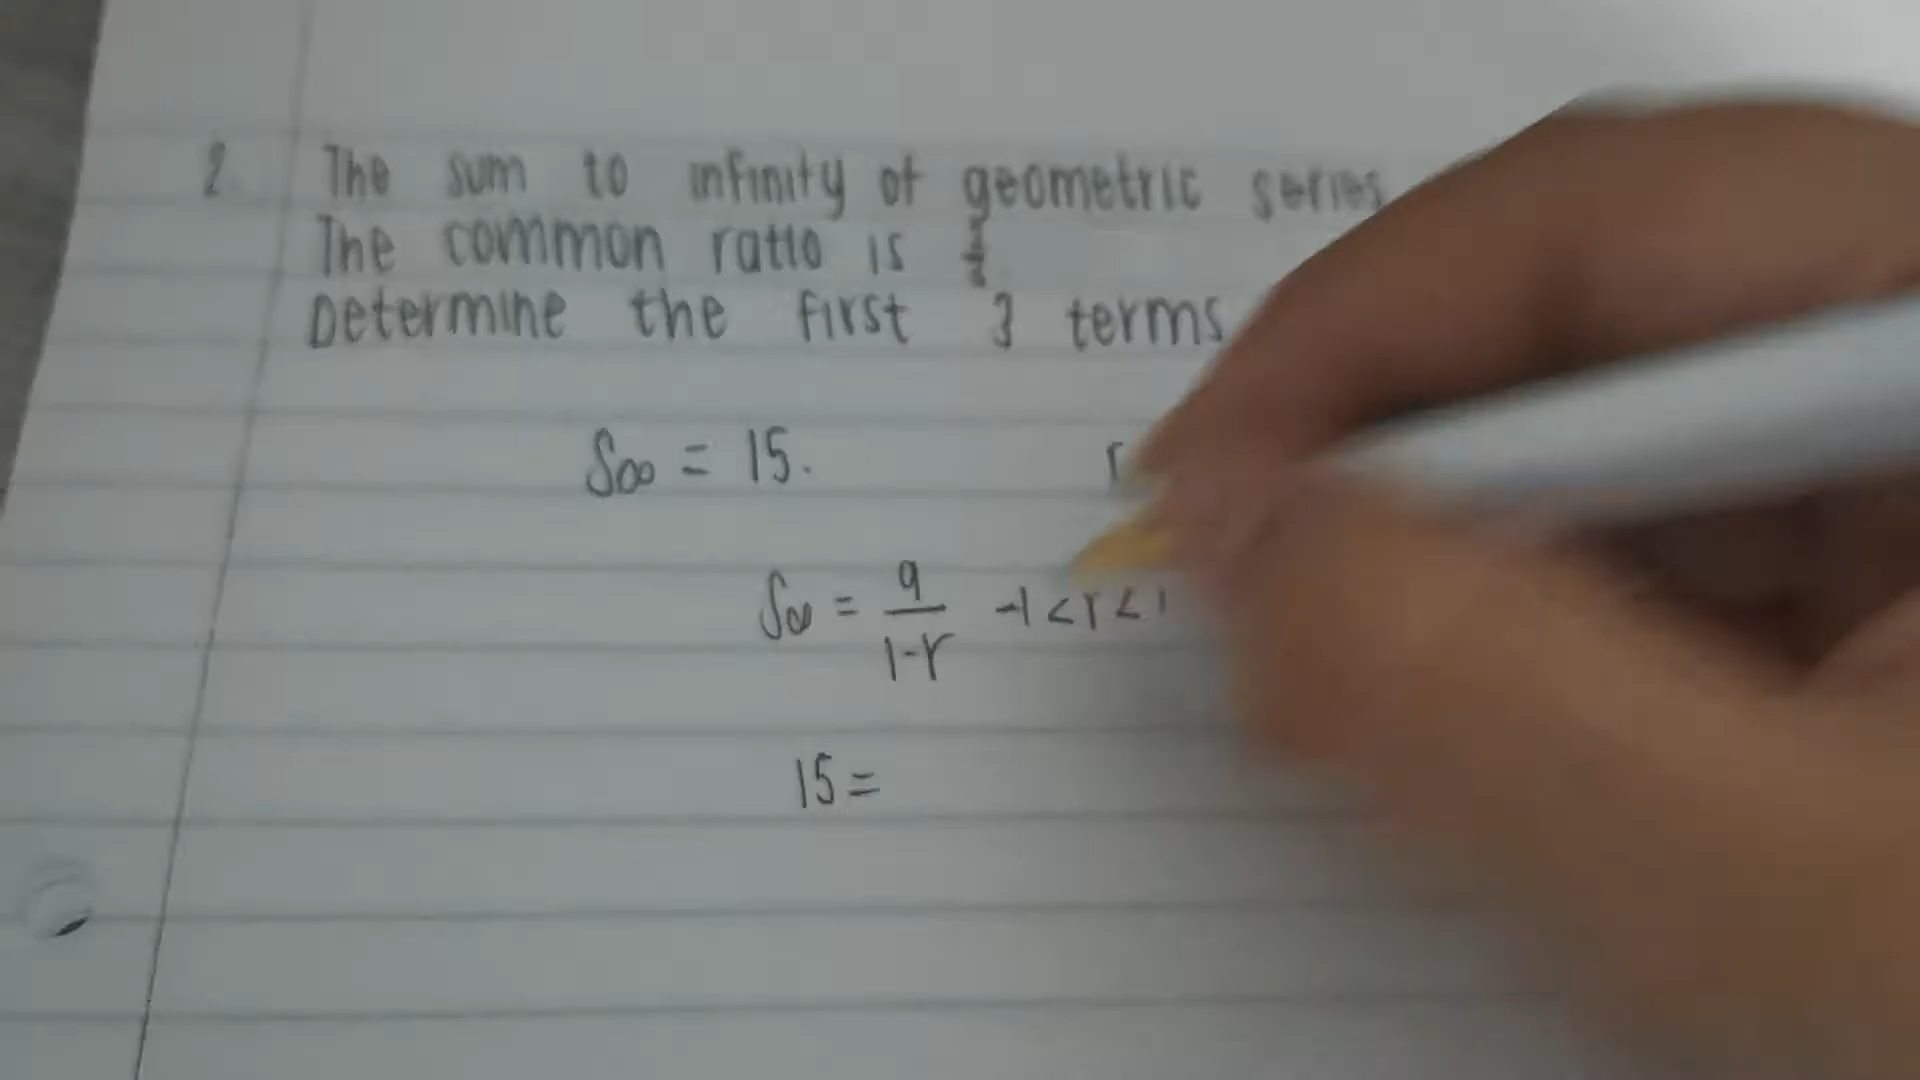 2. The sum to infinity of geometric series
The common ratio is
Determine the first 3 terms
S∞ = 15. r
S∞ = a/1-r -1<r<1
15 =